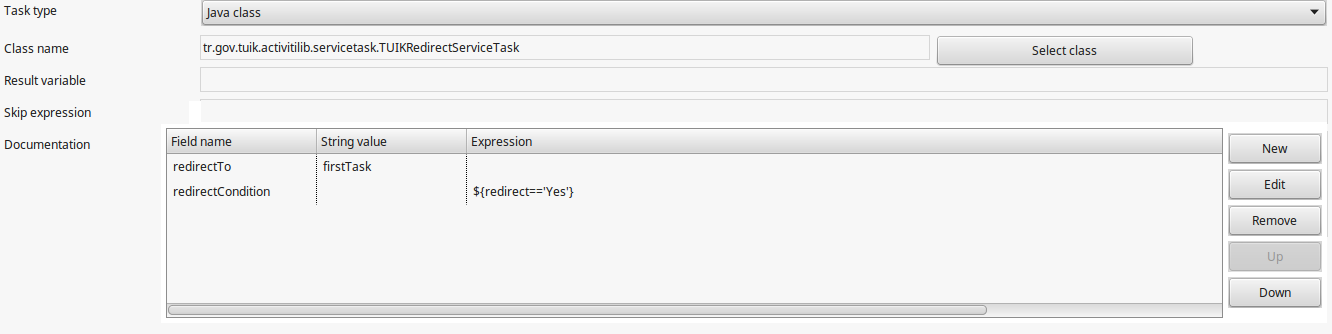 Task type Java class
Class name tr.gov.tuik.activitilib.servicetask.TUIKRedirectServiceTask Select class
Result variable
Skip expression
Documentation
Field name String value Expression
redirectTo firstTask
redirectCondition ${redirect=='Yes'}
New
Edit
Remove
Up
Down